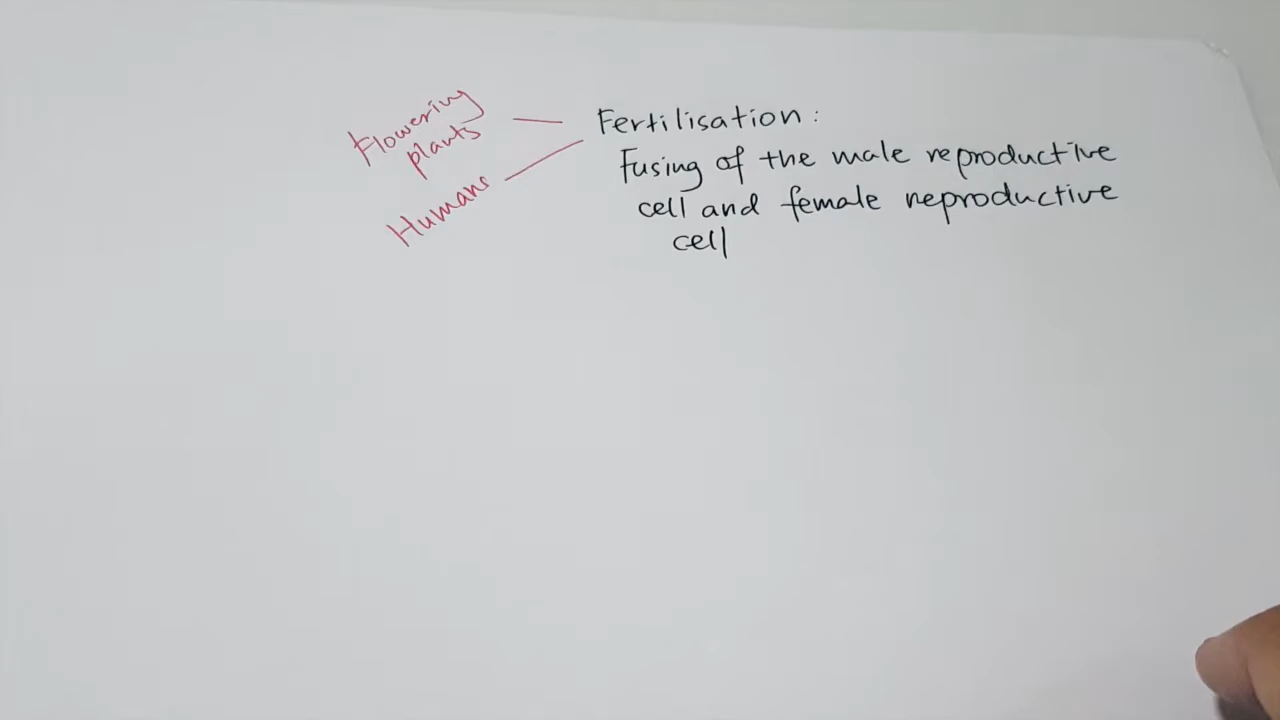 Flowering
plants
Humans
Fertilisation:
Fusing of the male reproductive
cell and female reproductive
cell